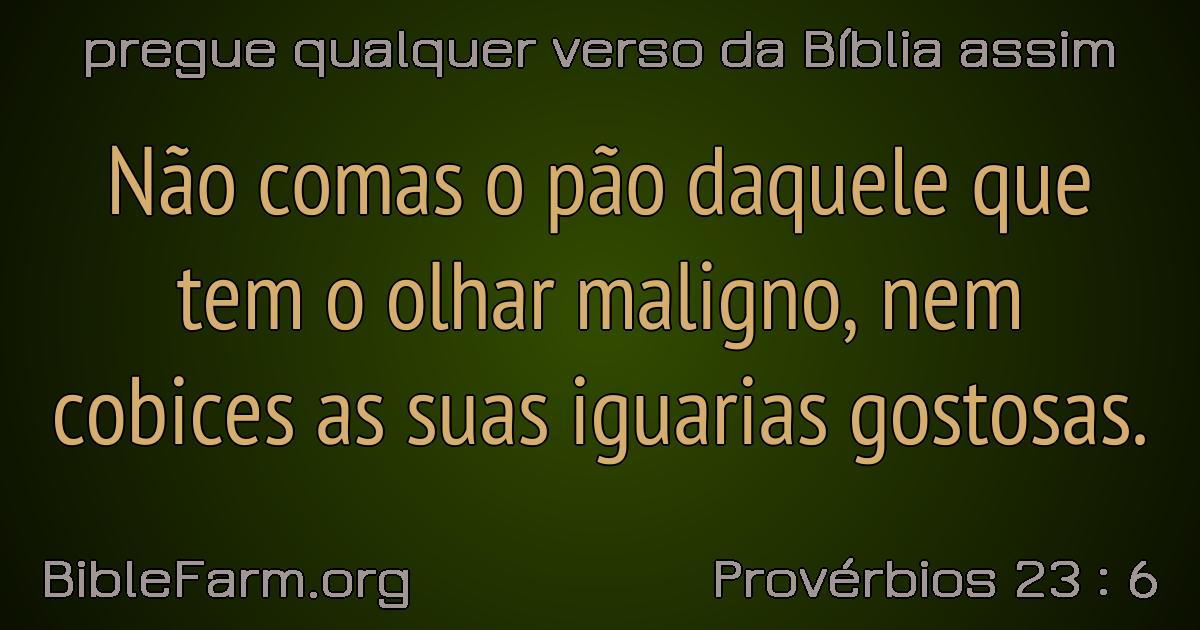 pregue qualquer verso da Bíblia assim
Não comas o pão daquele que
tem o olhar maligno, nem
cobices as suas iguarias gostosas.
BibleFarm.org
Provérbios 23 : 6